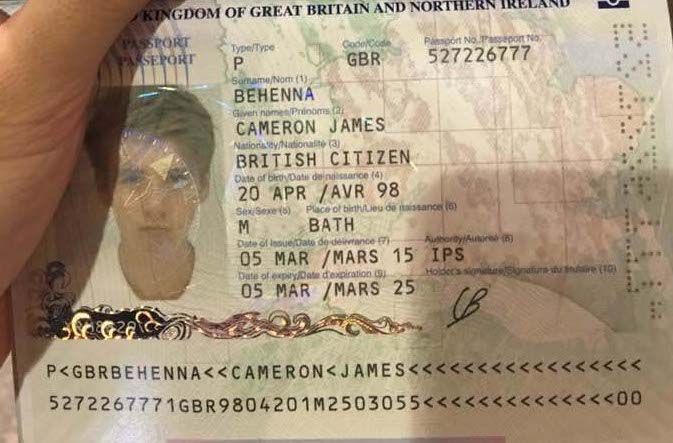 KINGDOM OF GREAT BRITAIN AND NORTHERN IRELAND
PASSPORT
PASSEPORT
Type/Type Code/Code Passport No./Passeport No.
P GBR 527226777
Surname/Nom (1)
BEHENNA
Given names/Prénoms (2)
CAMERON JAMES
Nationality/Nationalité (3)
BRITISH CITIZEN
Date of birth/Date de naissance (4)
20 APR /AVR 98
Sex/Sexe (5) Place of birth/Lieu de naissance (6)
M BATH
Date of issue/Date de délivrance (7) Authority/Autorité (8)
05 MAR /MARS 15 IPS
Date of expiry/Date d'expiration (9) Holder's signature/Signature du titulaire (10)
05 MAR /MARS 25
P<GBRBEHENNA<<CAMERON<JAMES<<<<<<<<<<<<<<<<<
5272267771GBR9804201M2503055<<<<<<<<<<<<<<00